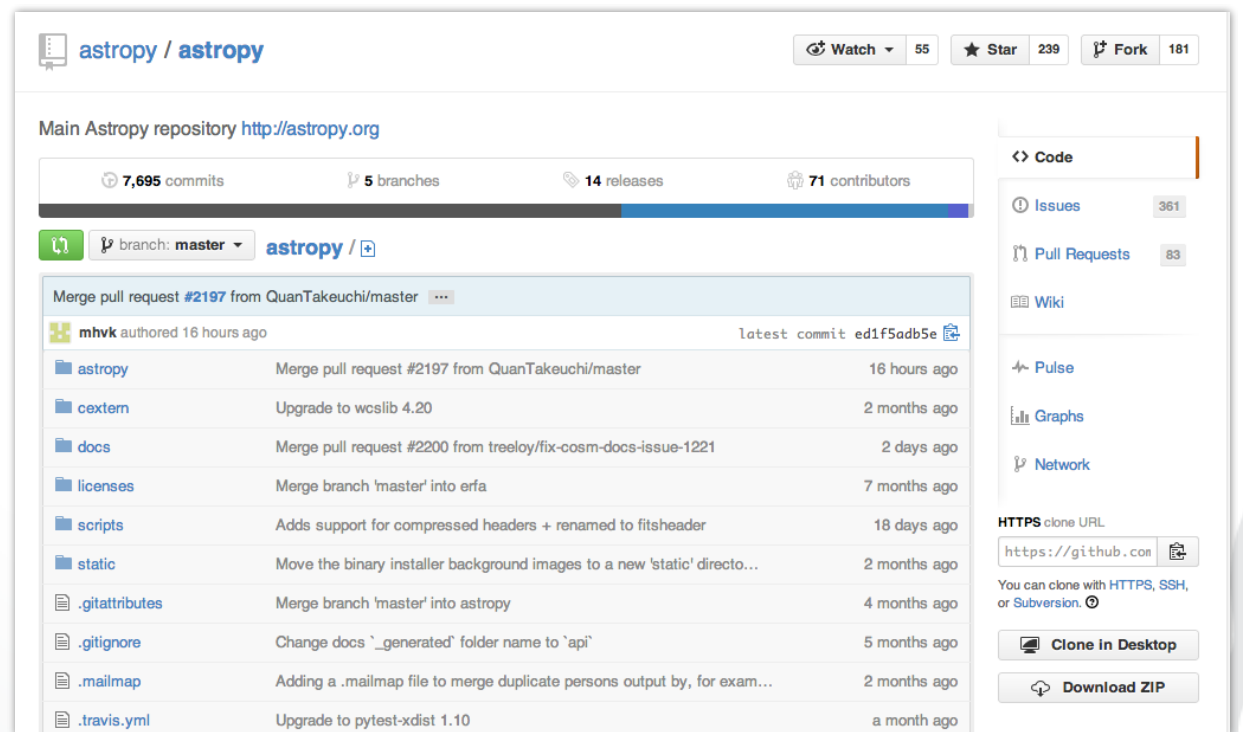 astropy / astropy
Watch 55 Star 239 Fork 181
Main Astropy repository http://astropy.org
7,695 commits 5 branches 14 releases 71 contributors
branch: master astropy /
Merge pull request #2197 from QuanTakeuchi/master ...
mhvk authored 16 hours ago latest commit ed1f5adb5e
astropy Merge pull request #2197 from QuanTakeuchi/master 16 hours ago
cextern Upgrade to wcslib 4.20 2 months ago
docs Merge pull request #2200 from treeloy/fix-cosm-docs-issue-1221 2 days ago
licenses Merge branch 'master' into erfa 7 months ago
scripts Adds support for compressed headers + renamed to fitsheader 18 days ago
static Move the binary installer background images to a new 'static' directo... 2 months ago
.gitattributes Merge branch 'master' into astropy 4 months ago
.gitignore Change docs `_generated` folder name to `api` 5 months ago
.mailmap Adding a .mailmap file to merge duplicate persons output by, for exam... 2 months ago
.travis.yml Upgrade to pytest-xdist 1.10 a month ago
Code
Issues 361
Pull Requests 83
Wiki
Pulse
Graphs
Network
HTTPS clone URL
https://github.com
You can clone with HTTPS, SSH,
or Subversion.
Clone in Desktop
Download ZIP